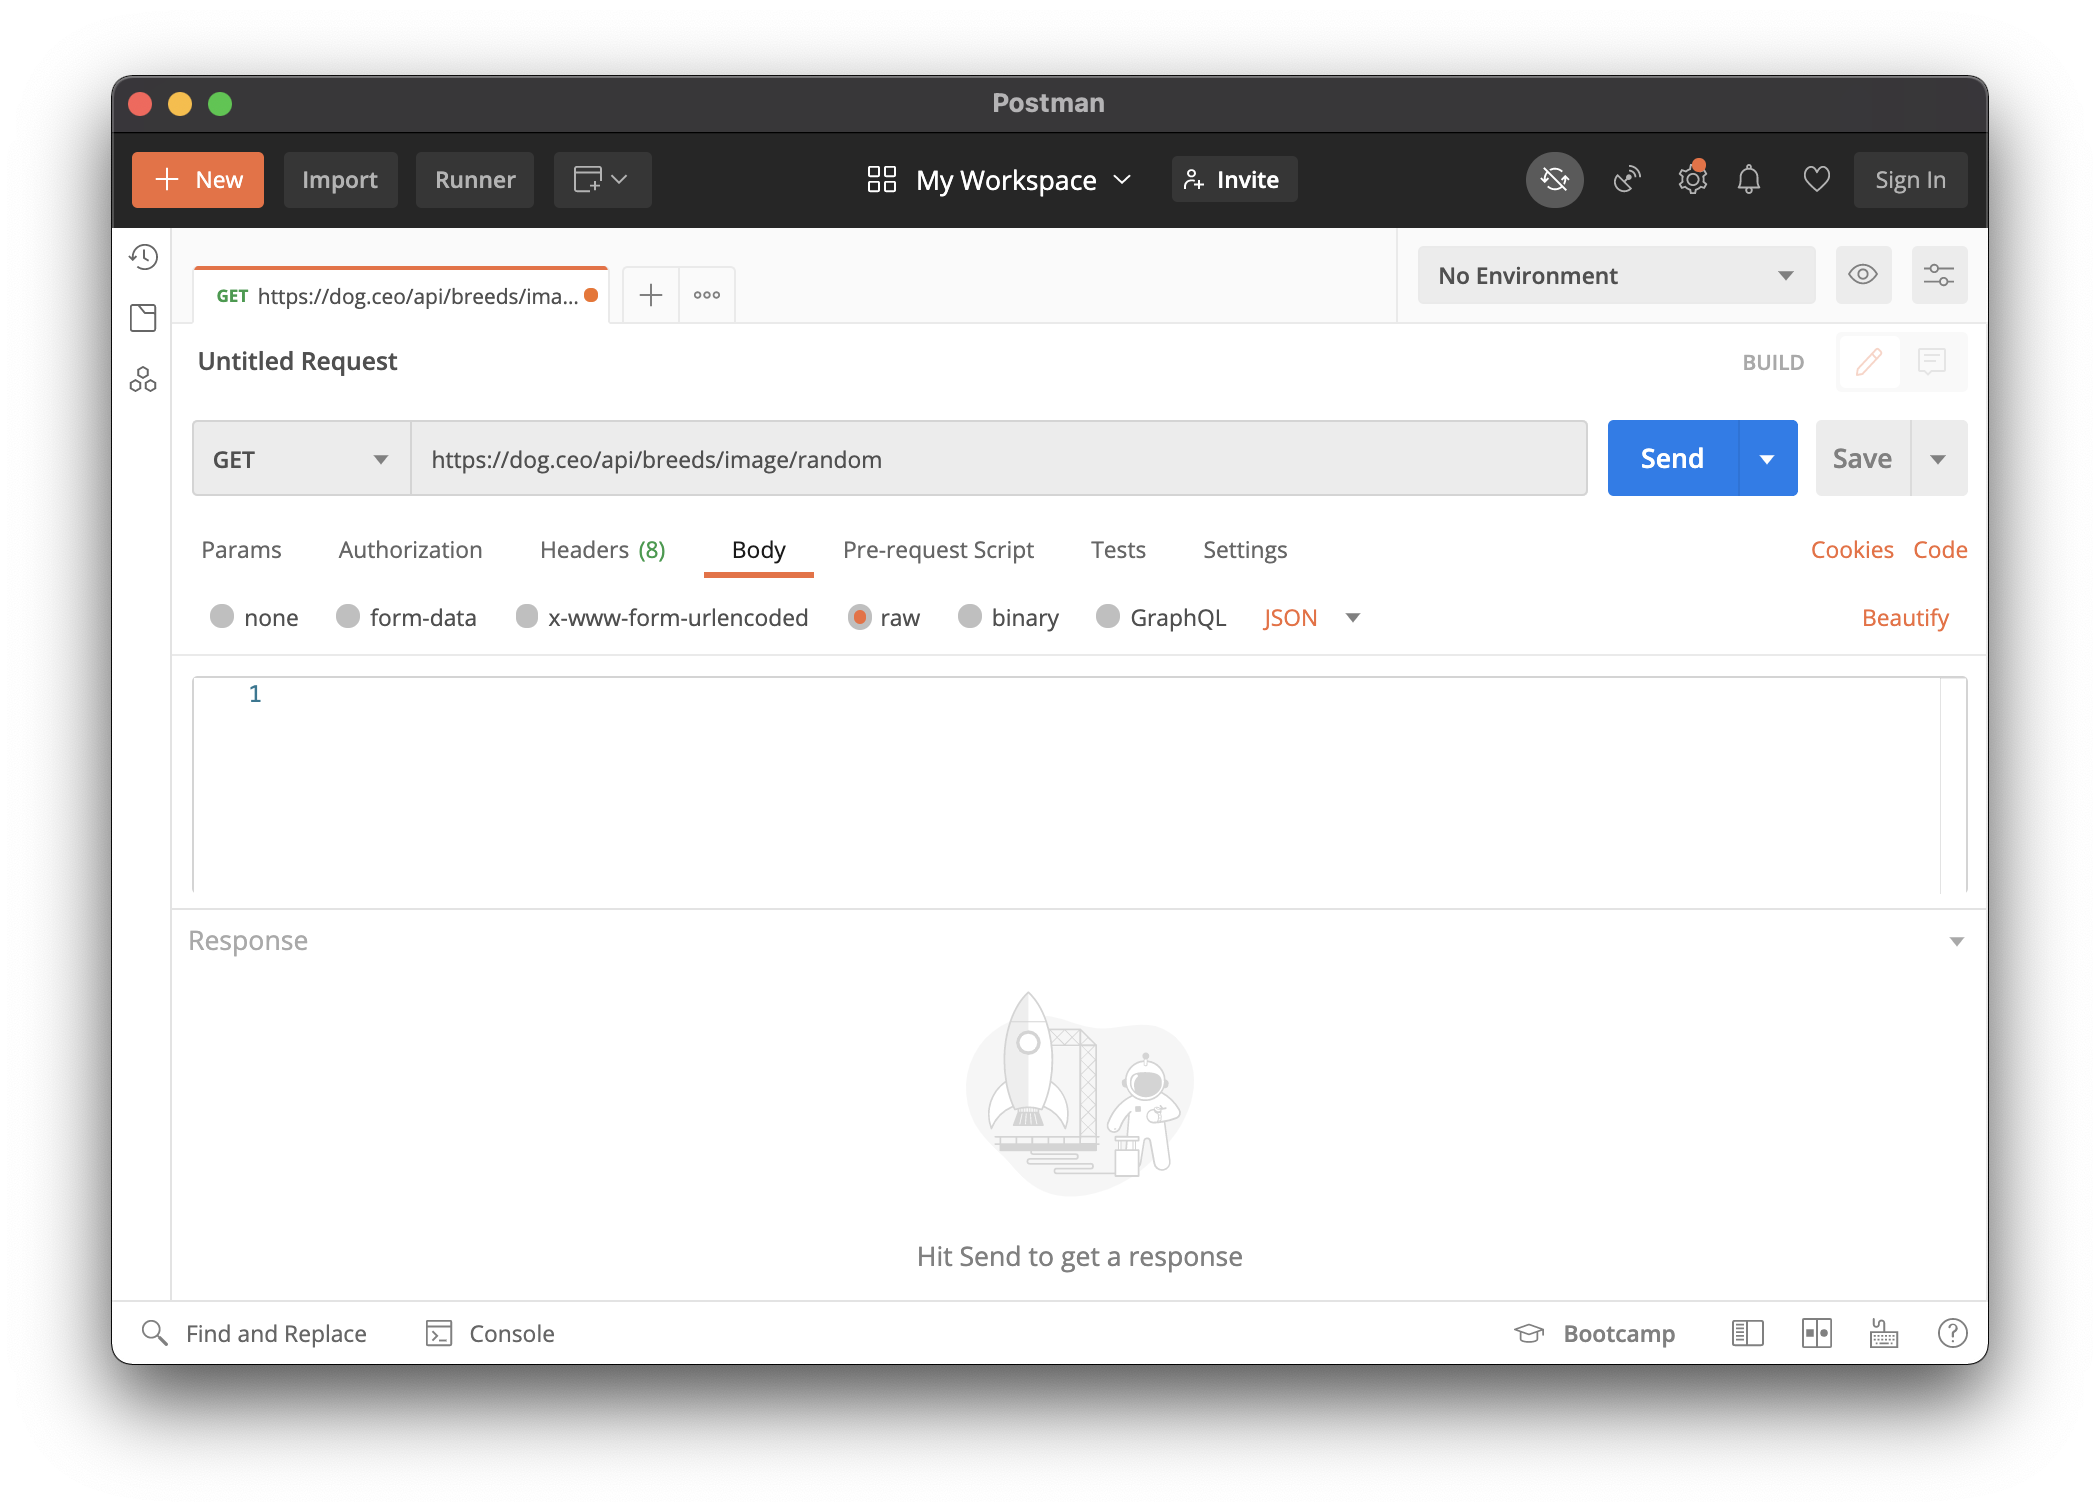 Postman
New Import Runner My Workspace Invite Sign In
GET https://dog.ceo/api/breeds/ima... No Environment
Untitled Request BUILD
GET https://dog.ceo/api/breeds/image/random Send Save
Params Authorization Headers (8) Body Pre-request Script Tests Settings Cookies Code
none form-data x-www-form-urlencoded raw binary GraphQL JSON Beautify
1
Response
Hit Send to get a response
Find and Replace Console Bootcamp